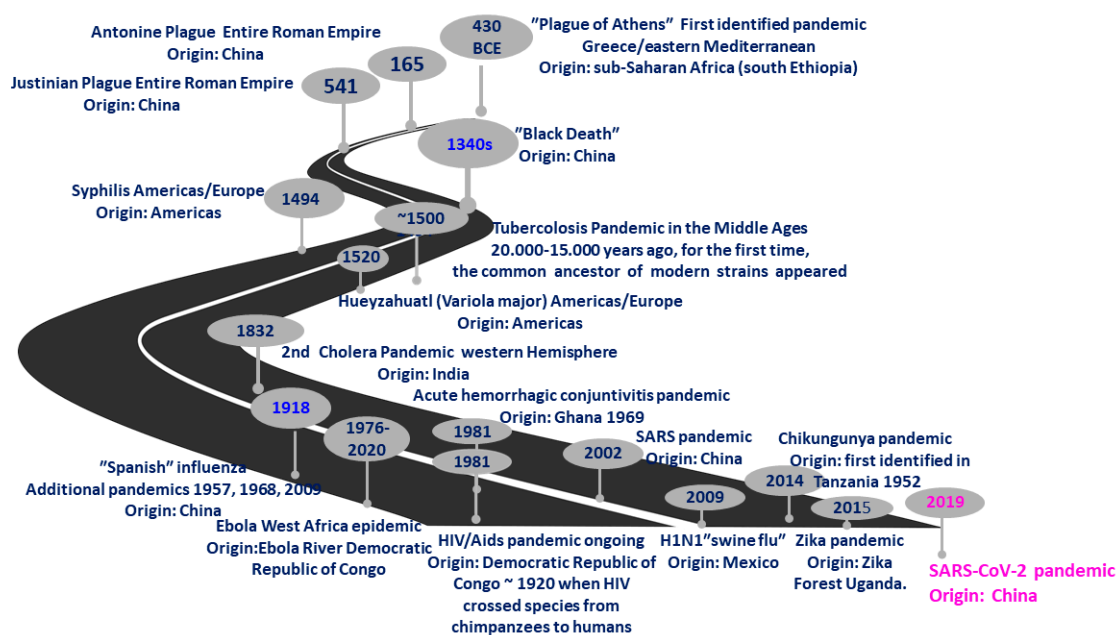 430
BCE
"Plague of Athens" First identified pandemic
Greece/eastern Mediterranean
Origin: sub-Saharan Africa (south Ethiopia)
Antonine Plague Entire Roman Empire
Origin: China
165
Justinian Plague Entire Roman Empire
Origin: China
541
1340s
"Black Death"
Origin: China
Syphilis Americas/Europe
Origin: Americas
1494
~1500
Tubercolosis Pandemic in the Middle Ages
20.000-15.000 years ago, for the first time,
the common ancestor of modern strains appeared
1520
Hueyzahuatl (Variola major) Americas/Europe
Origin: Americas
1832
2nd Cholera Pandemic western Hemisphere
Origin: India
1918
"Spanish" influenza
Additional pandemics 1957, 1968, 2009
Origin: China
1976-
2020
Ebola West Africa epidemic
Origin:Ebola River Democratic
Republic of Congo
Acute hemorrhagic conjuntivitis pandemic
Origin: Ghana 1969
1981
1981
HIV/Aids pandemic ongoing
Origin: Democratic Republic of
Congo ~ 1920 when HIV
crossed species from
chimpanzees to humans
2002
SARS pandemic
Origin: China
2009
H1N1"swine flu"
Origin: Mexico
2014
Chikungunya pandemic
Origin: first identified in
Tanzania 1952
2015
Zika pandemic
Origin: Zika
Forest Uganda.
2019
SARS-CoV-2 pandemic
Origin: China